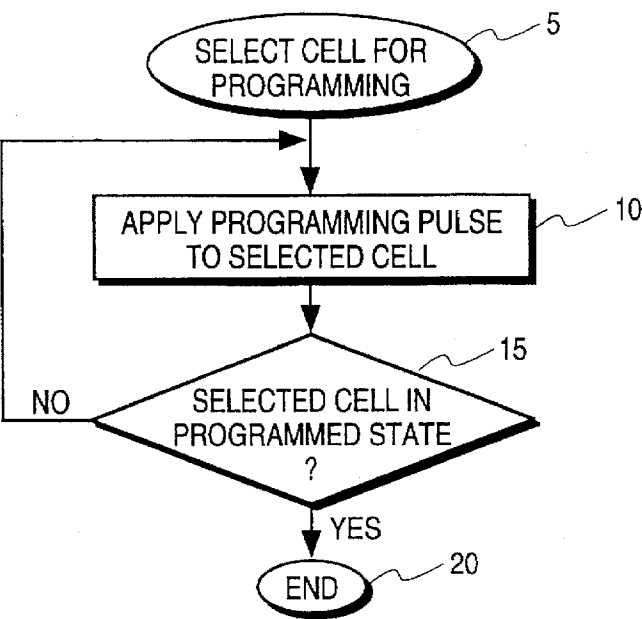 SELECT CELL FOR
PROGRAMMING
5
APPLY PROGRAMMING PULSE
TO SELECTED CELL
10
SELECTED CELL IN
PROGRAMMED STATE
?
15
NO
YES
END
20